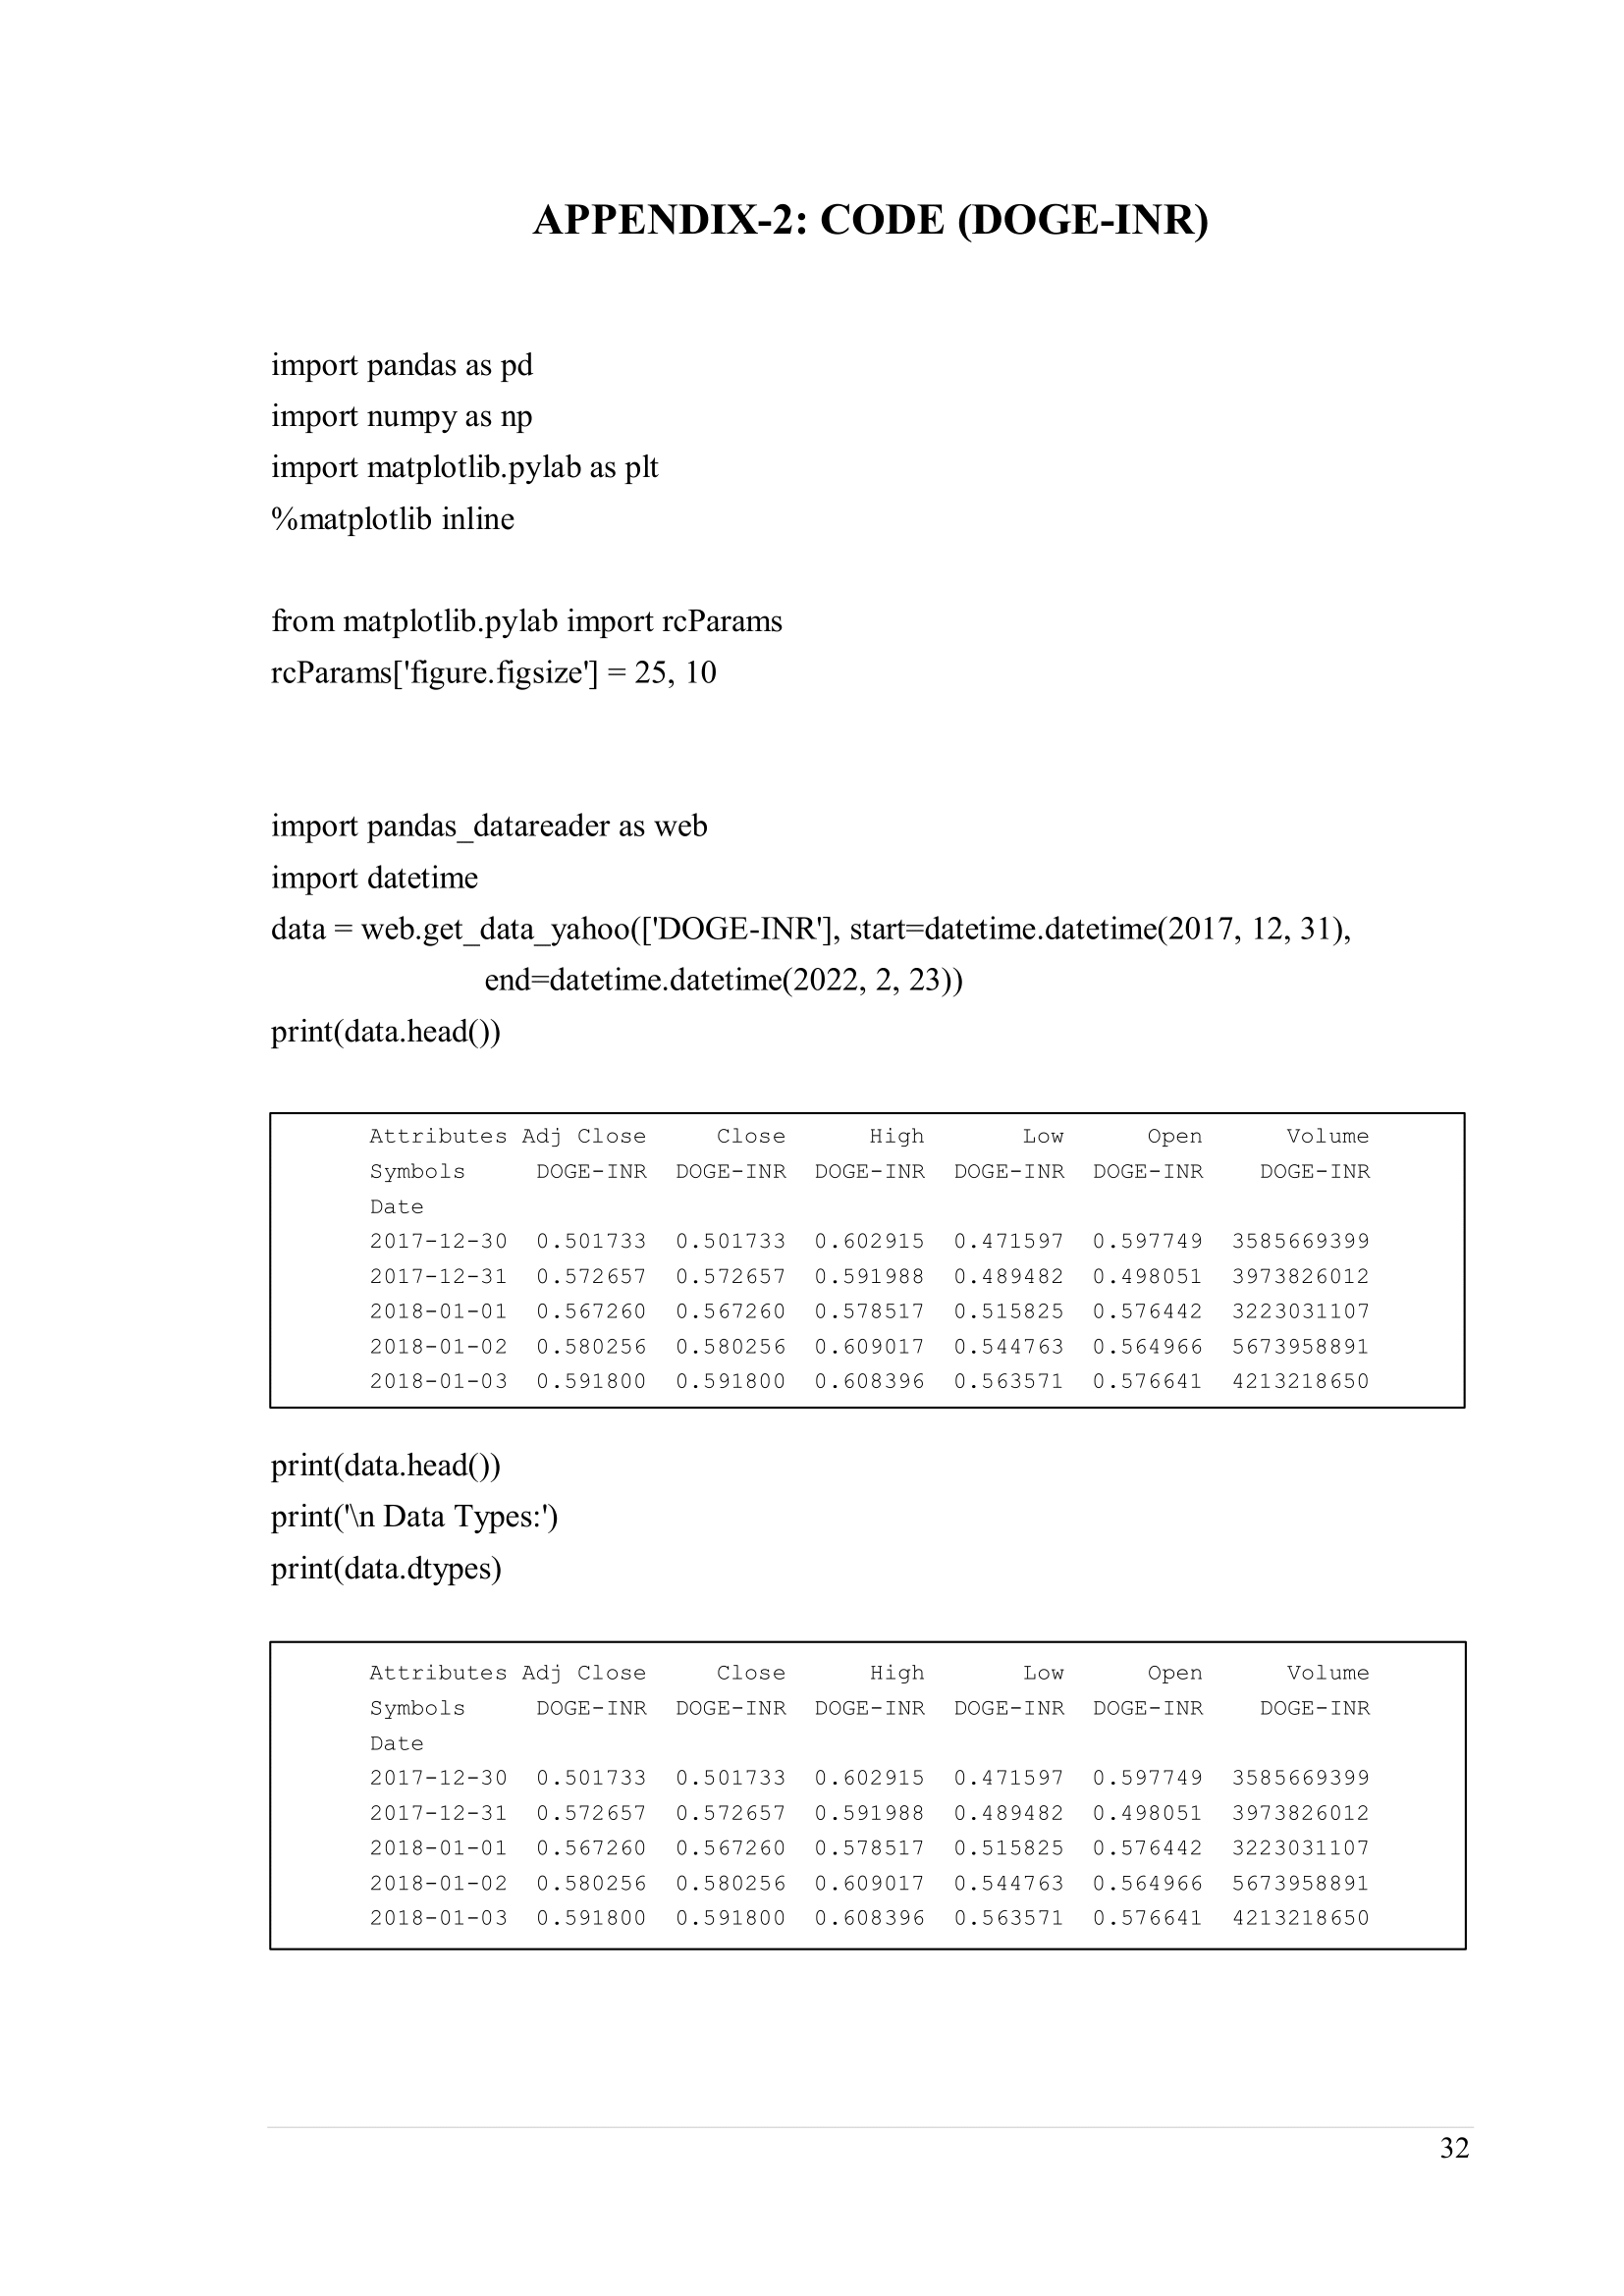 APPENDIX-2: CODE (DOGE-INR)
import pandas as pd
import numpy as np
import matplotlib.pylab as plt
%matplotlib inline
from matplotlib.pylab import rcParams
rcParams['figure.figsize'] = 25, 10
import pandas_datareader as web
import datetime
data = web.get_data_yahoo(['DOGE-INR'], start=datetime.datetime(2017, 12, 31),
end=datetime.datetime(2022, 2, 23))
print(data.head())
Attributes Adj Close     Close      High       Low      Open      Volume
Symbols     DOGE-INR  DOGE-INR  DOGE-INR  DOGE-INR  DOGE-INR    DOGE-INR
Date
2017-12-30  0.501733  0.501733  0.602915  0.471597  0.597749  3585669399
2017-12-31  0.572657  0.572657  0.591988  0.489482  0.498051  3973826012
2018-01-01  0.567260  0.567260  0.578517  0.515825  0.576442  3223031107
2018-01-02  0.580256  0.580256  0.609017  0.544763  0.564966  5673958891
2018-01-03  0.591800  0.591800  0.608396  0.563571  0.576641  4213218650
print(data.head())
print('\n Data Types:')
print(data.dtypes)
Attributes Adj Close     Close      High       Low      Open      Volume
Symbols     DOGE-INR  DOGE-INR  DOGE-INR  DOGE-INR  DOGE-INR    DOGE-INR
Date
2017-12-30  0.501733  0.501733  0.602915  0.471597  0.597749  3585669399
2017-12-31  0.572657  0.572657  0.591988  0.489482  0.498051  3973826012
2018-01-01  0.567260  0.567260  0.578517  0.515825  0.576442  3223031107
2018-01-02  0.580256  0.580256  0.609017  0.544763  0.564966  5673958891
2018-01-03  0.591800  0.591800  0.608396  0.563571  0.576641  4213218650
32